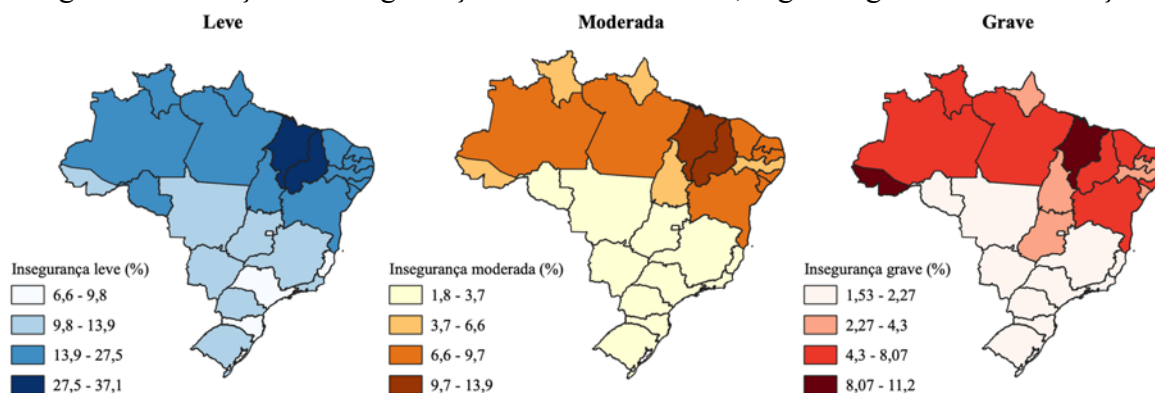 Leve
Moderada
Grave
Insegurança leve (%)
6,6 - 9,8
9,8 - 13,9
13,9 - 27,5
27,5 - 37,1
Insegurança moderada (%)
1,8 - 3,7
3,7 - 6,6
6,6 - 9,7
9,7 - 13,9
Insegurança grave (%)
1,53 - 2,27
2,27 - 4,3
4,3 - 8,07
8,07 - 11,2